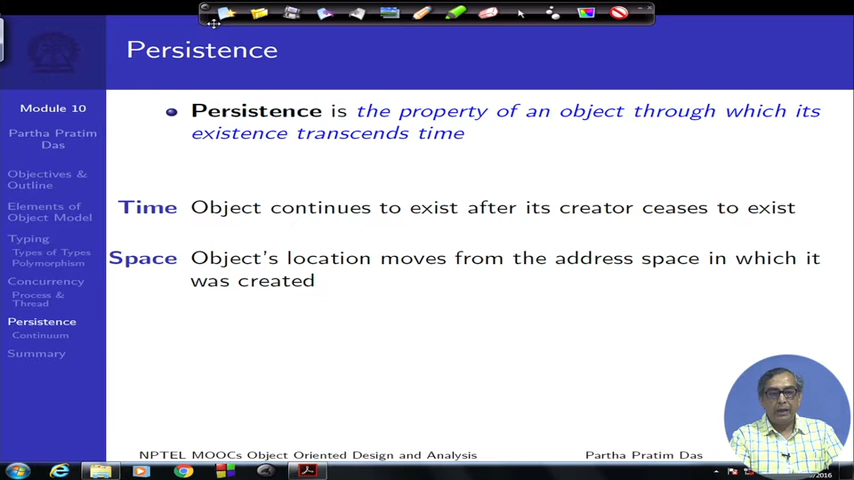 Persistence
Module 10
Partha Pratim
Das
Objectives &
Outline
Elements of
Object Model
Typing
Types of Types
Polymorphism
Concurrency
Process &
Thread
Persistence
Continuum
Summary
Persistence is the property of an object through which its
existence transcends time
Time Object continues to exist after its creator ceases to exist
Space Object's location moves from the address space in which it
was created
NPTEL MOOCs Object Oriented Design and Analysis
Partha Pratim Das